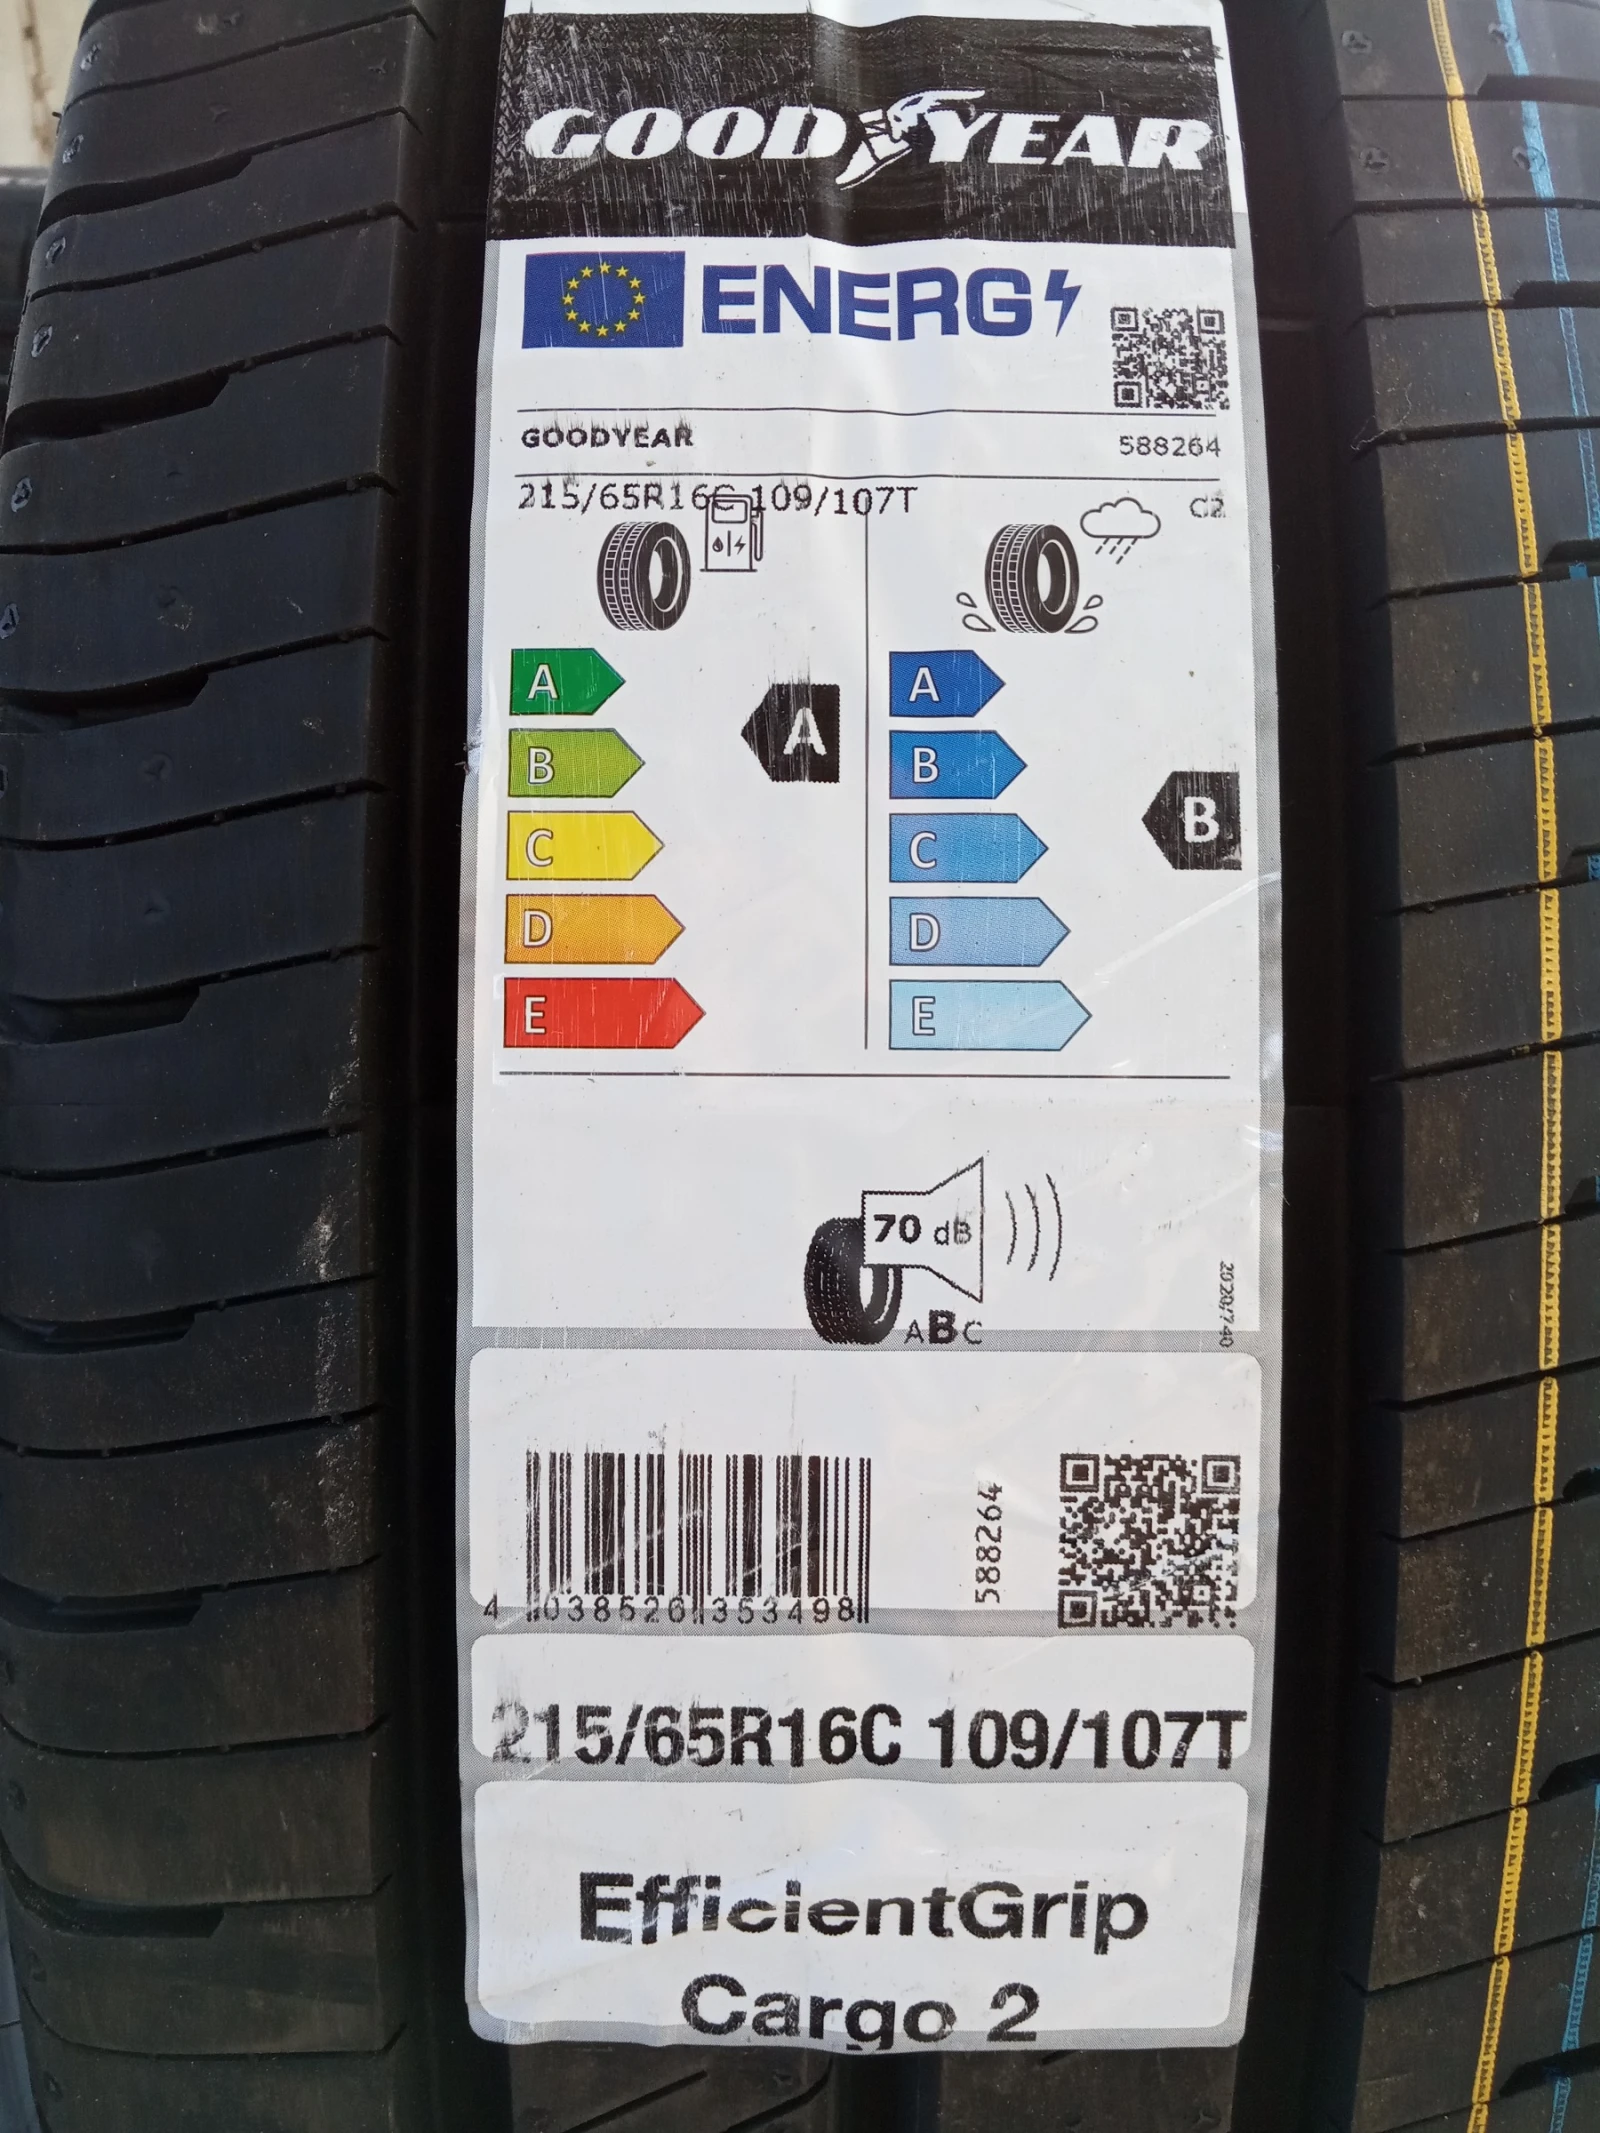 GOODYEAR
ENERG
GOODYEAR
588264
215/65R16C 109/107T
C2
A
A
B
C
D
E
A
B
B
C
D
E
70 dB
ABC
2020/740
588264
4 038526 353498
215/65R16C 109/107T
EfficientGrip
Cargo 2